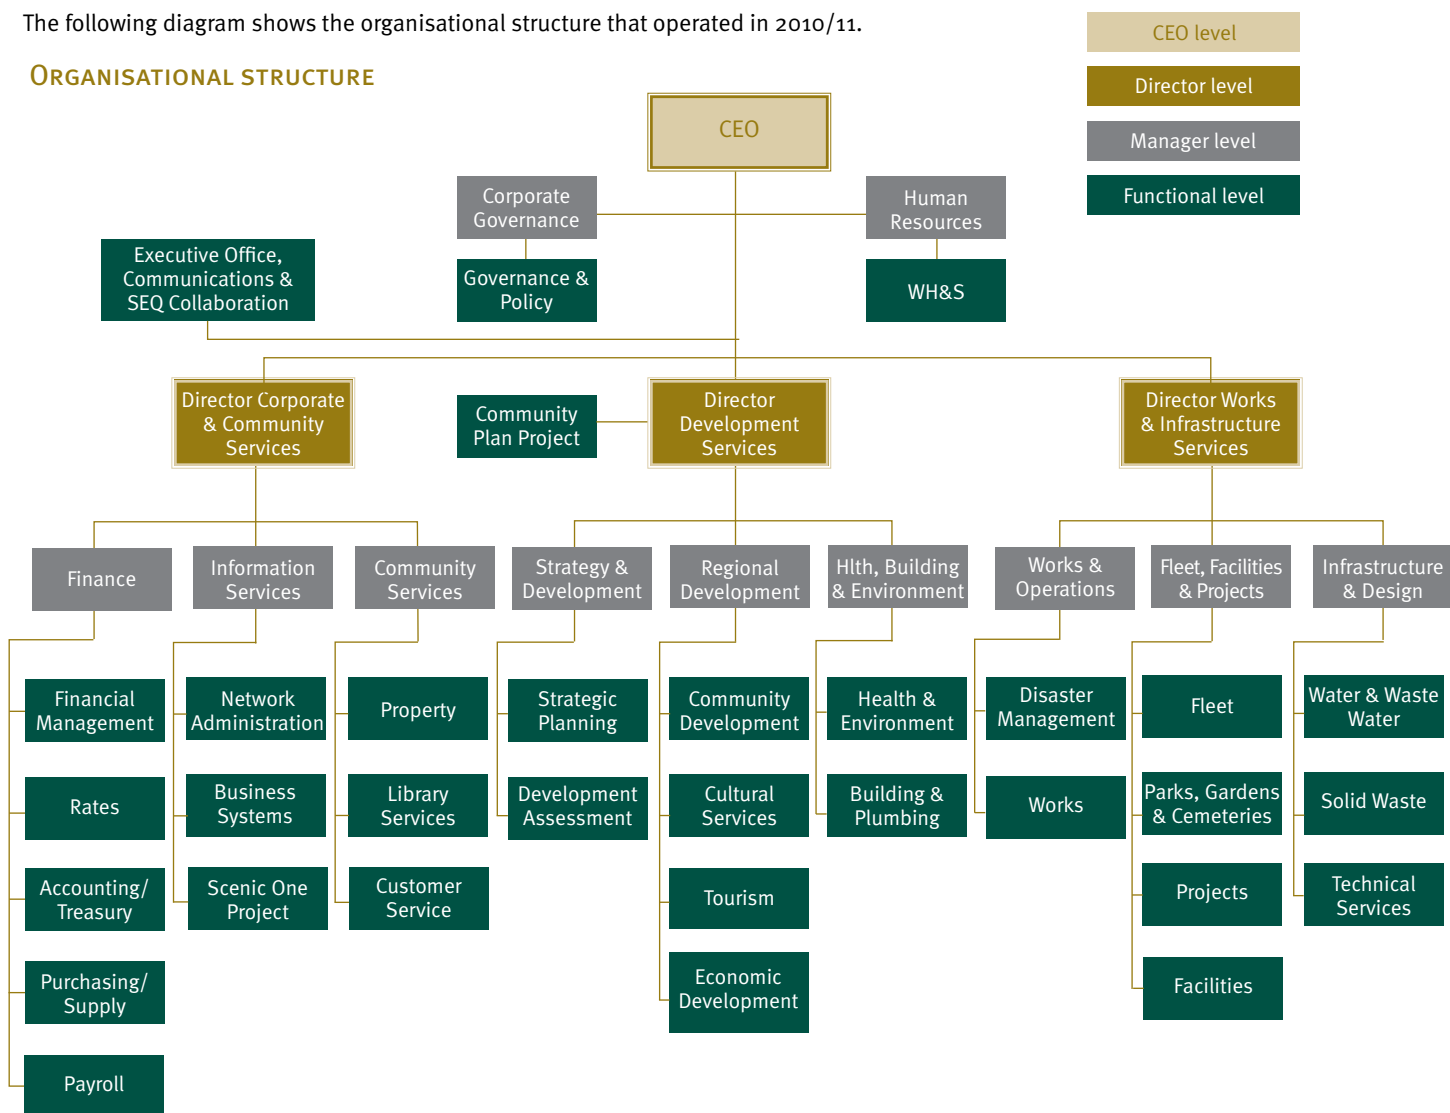 The following diagram shows the organisational structure that operated in 2010/11.
Organisational structure
CEO level
Director level
Manager level
Functional level
CEO
Corporate
Governance
Human
Resources
Executive Office,
Communications &
SEQ Collaboration
Governance &
Policy
WH&S
Director Corporate
& Community
Services
Community
Plan Project
Director
Development
Services
Director Works
& Infrastructure
Services
Finance
Information
Services
Community
Services
Strategy &
Development
Regional
Development
Hlth, Building
& Environment
Works &
Operations
Fleet, Facilities
& Projects
Infrastructure
& Design
Financial
Management
Network
Administration
Property
Strategic
Planning
Community
Development
Health &
Environment
Disaster
Management
Fleet
Water & Waste
Water
Rates
Business
Systems
Library
Services
Development
Assessment
Cultural
Services
Building &
Plumbing
Works
Parks, Gardens
& Cemeteries
Solid Waste
Accounting/
Treasury
Scenic One
Project
Customer
Service
Tourism
Projects
Technical
Services
Purchasing/
Supply
Economic
Development
Facilities
Payroll